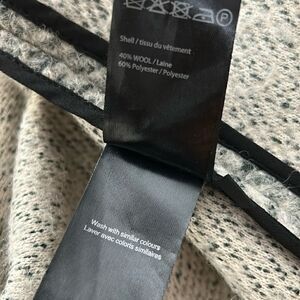 Shell / tissu du vêtement
40% WOOL / Laine
60% Polyester / Polyester
Wash with similar colours
Laver avec coloris similaires